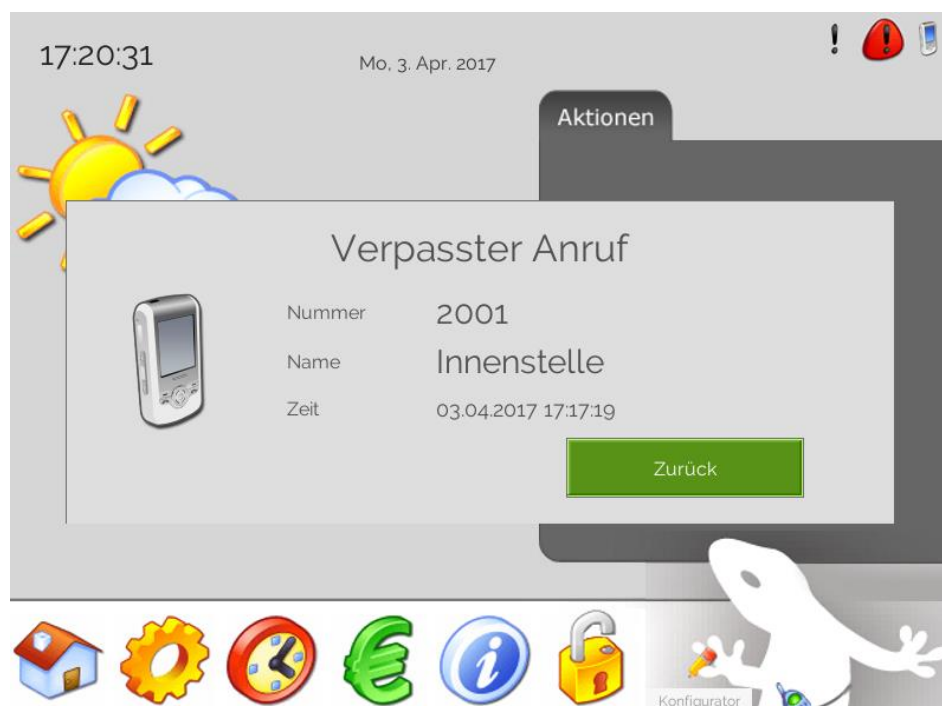 17:20:31
Mo, 3. Apr. 2017
Aktionen
Verpasster Anruf
Nummer 2001
Name Innenstelle
Zeit 03.04.2017 17:17:19
Zurück
Konfigurator